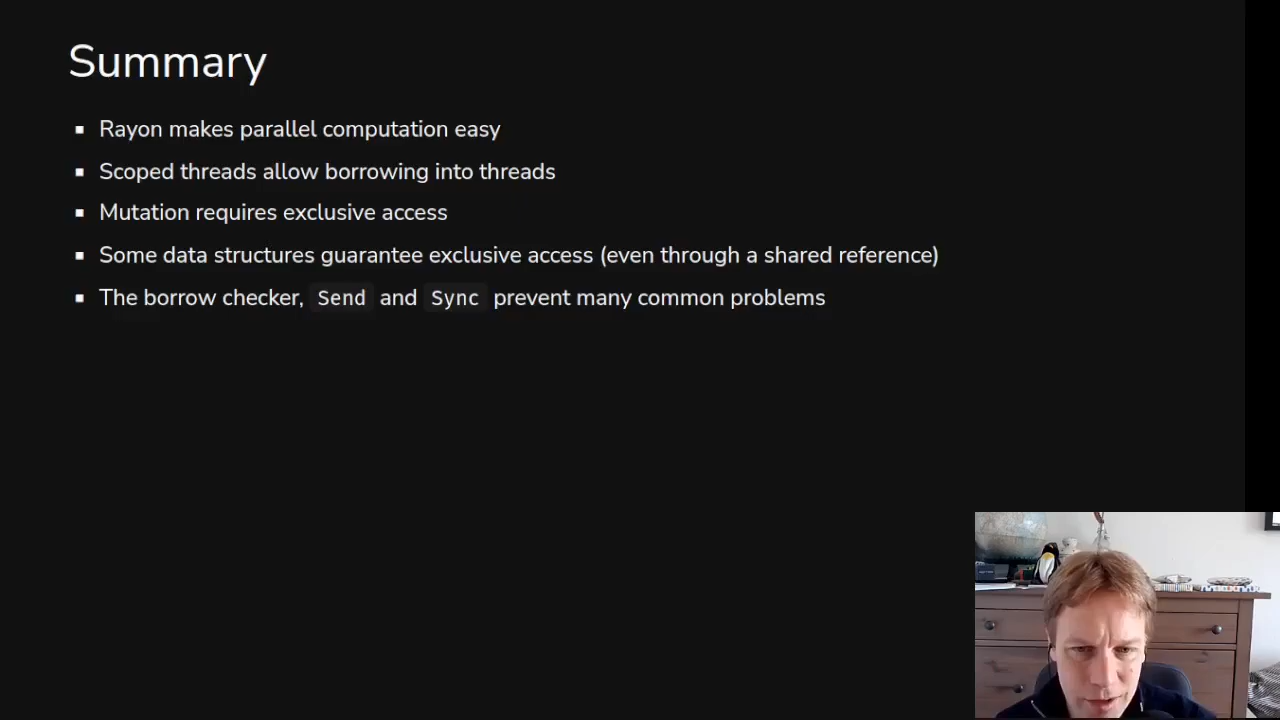 Summary
Rayon makes parallel computation easy
Scoped threads allow borrowing into threads
Mutation requires exclusive access
Some data structures guarantee exclusive access (even through a shared reference)
The borrow checker, Send and Sync prevent many common problems